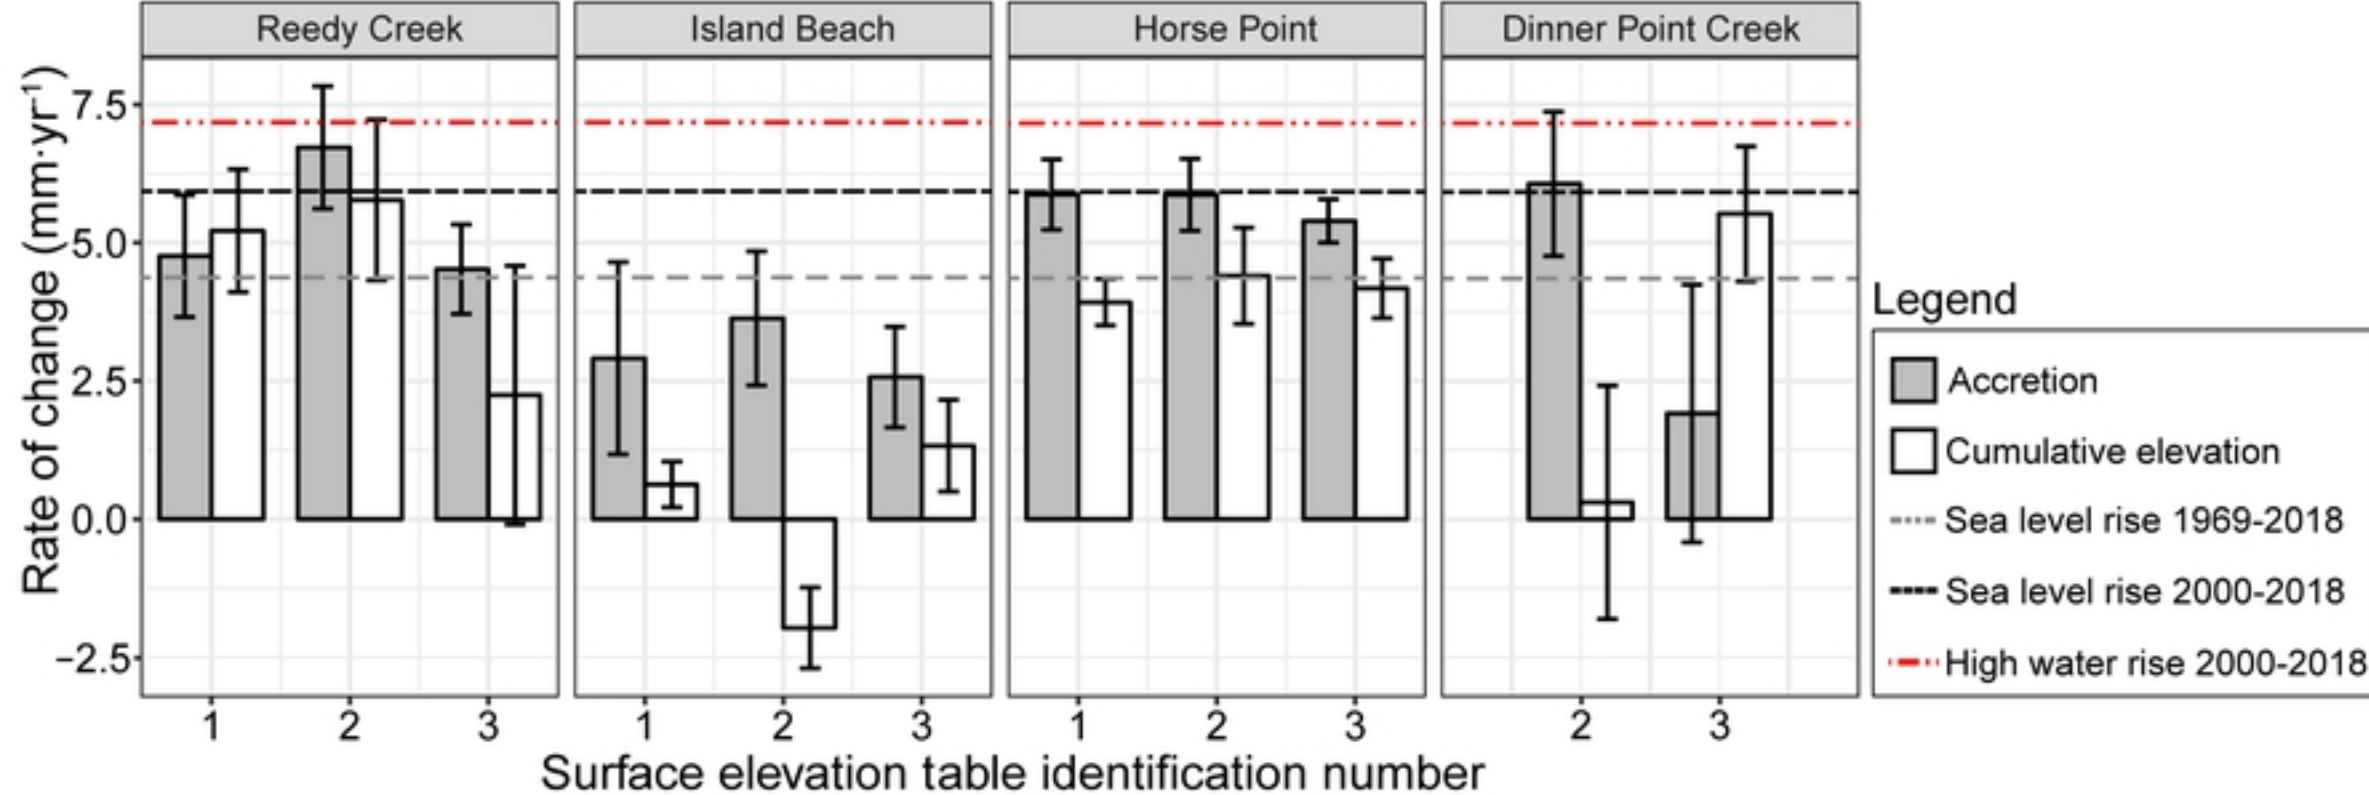 Reedy Creek
Island Beach
Horse Point
Dinner Point Creek
Rate of change (mm·yr⁻¹)
7.5
5.0
2.5
0.0
−2.5
1 2 3
1 2 3
1 2 3
2 3
Surface elevation table identification number
Legend
Accretion
Cumulative elevation
Sea level rise 1969-2018
Sea level rise 2000-2018
High water rise 2000-2018